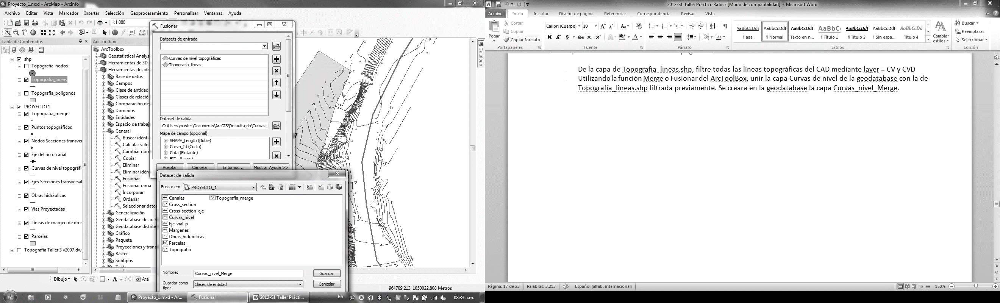 Proyecto_1.mxd - ArcMap - ArcInfo
Archivo Editar Vista Marcador Insertar Selección Geoprocesamiento Personalizar Ventanas Ayuda
1:1.000
Tabla de Contenidos
shp
Topografia_nodos
Topografia_lineas
Topografia_poligonos
PROYECTO 1
Topografia_merge
Puntos topográficos
Nodos Secciones transver
Eje del río o canal
Curvas de nivel topográfi
Ejes Secciones transversal
Obras hidráulicas
Vias Proyectadas
Líneas de margen de dren
Parcelas
Topografia Taller 3 v2007.dw
ArcToolbox
ArcToolbox
Geostatistical Analys
Herramientas de 3D
Herramientas de adm
Base de datos
Campos
Clase de entidad
Clases de relación
Comparación de
Dominios
Entidades
Espacio de trabaj
General
Buscar idénti
Calcular valor
Cambiar nom
Copiar
Eliminar
Eliminar idén
Fusionar
Fusionar rama
Incorporar
Ordenar
Seleccionar datos
Generalización
Geodatabase de arch
Geodatabase distribu
Gráfico
Paquete
Proyecciones y trans
Ráster
Subtipos
Fusionar
Datasets de entrada
Curvas de nivel topográficas
Topografia_lineas
Dataset de salida
C:\Users\master\Documents\ArcGIS\Default.gdb\Curvas_
Mapa de campo (opcional)
SHAPE_Length (Doble)
Curva_Id (Corto)
Cota (Flotante)
Aceptar Cancelar Entornos... Mostrar Ayuda >>
Dataset de salida
Buscar en: PROYECTO_1
Canales
Cross_section
Cross_section_eje
Curvas_nivel
Eje_vial_p
Margenes
Obras_hidraulicas
Parcelas
Topografia
Topografia_merge
Nombre: Curvas_nivel_Merge Guardar
Guardar como tipo: Clases de entidad Cancelar
Catálogo
Dibujo Arial
964709,213 1050022,808 Metros
Proyecto_1.mxd - Ar... Fusionar 2012-S1 Taller Prácti... ES 08:33 a.m.
2012-S1 Taller Práctico 3.docx [Modo de compatibilidad] - Microsoft Word
Archivo Inicio Insertar Diseño de página Referencias Correspondencia Revisar Vista
Pegar
Cortar
Copiar
Copiar formato
Portapapeles
Calibri (Cuerpo) 10
N K S abc x₂ x²
Fuente
Párrafo
AaBbCcDdE AaBbCcDdE AaBbCcDdE AaBbC AaBbCcDdI AaBbCcDdE AaBbCcDd
¶ aaa ¶ Normal Texto en n... ¶ Título 1 ¶ Título 2 ¶ Sin espa... Título 4
Estilos
Cambiar estilos
Buscar
Reemplazar
Seleccionar
Edición
- De la capa de Topografia_lineas.shp, filtre todas las líneas topográficas del CAD mediante layer = CV y CVD
- Utilizando la función Merge o Fusionar del ArcToolBox, unir la capa Curvas de nivel de la geodatabase con la de
Topografía_lineas.shp filtrada previamente. Se creara en la geodatabase la capa Curvas_nivel_Merge.
Página: 17 de 23 Palabras: 3.213 Español (alfab. internacional) 150%